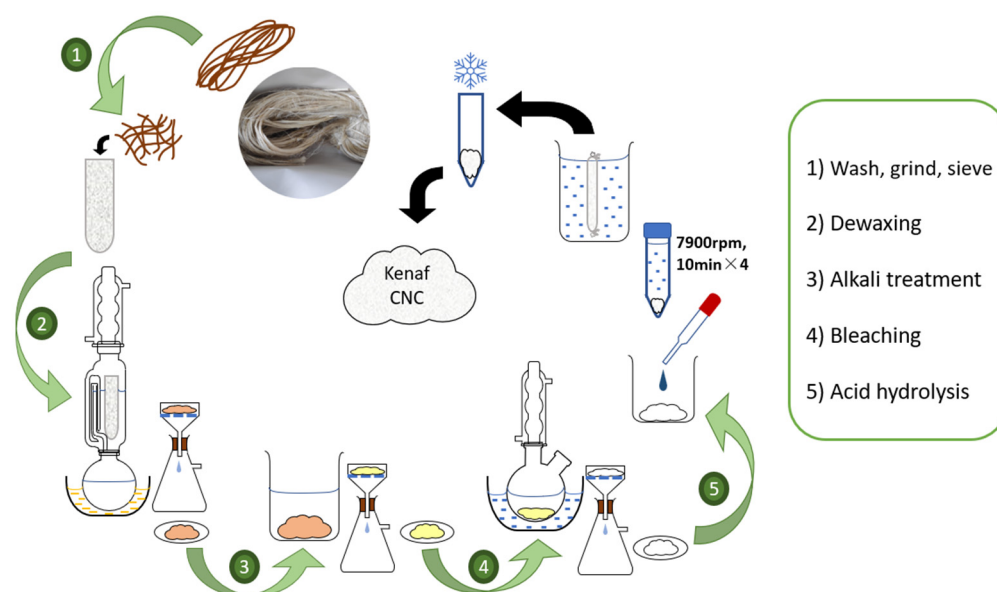 1
2
3
4
5
Kenaf
CNC
7900rpm,
10min×4
1) Wash, grind, sieve
2) Dewaxing
3) Alkali treatment
4) Bleaching
5) Acid hydrolysis